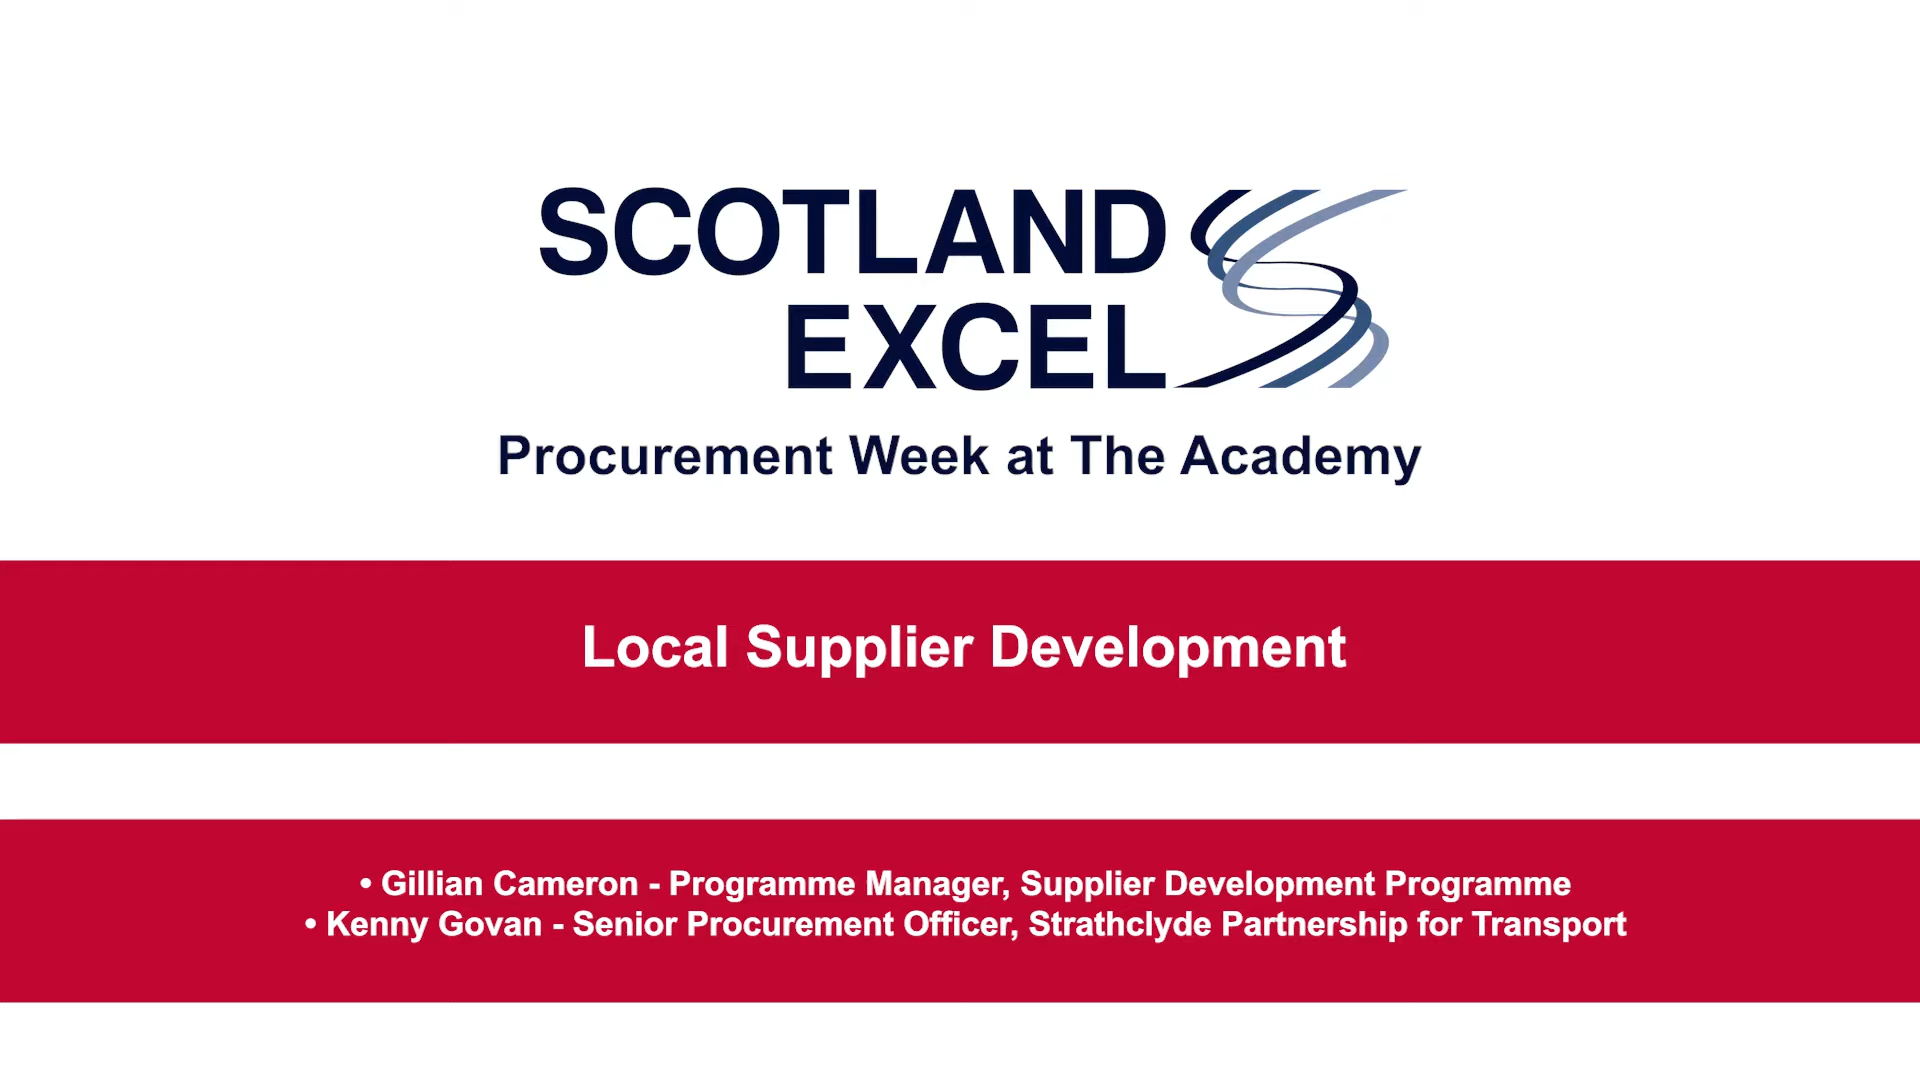 SCOTLAND
EXCEL
Procurement Week at The Academy
Local Supplier Development
• Gillian Cameron - Programme Manager, Supplier Development Programme
• Kenny Govan - Senior Procurement Officer, Strathclyde Partnership for Transport